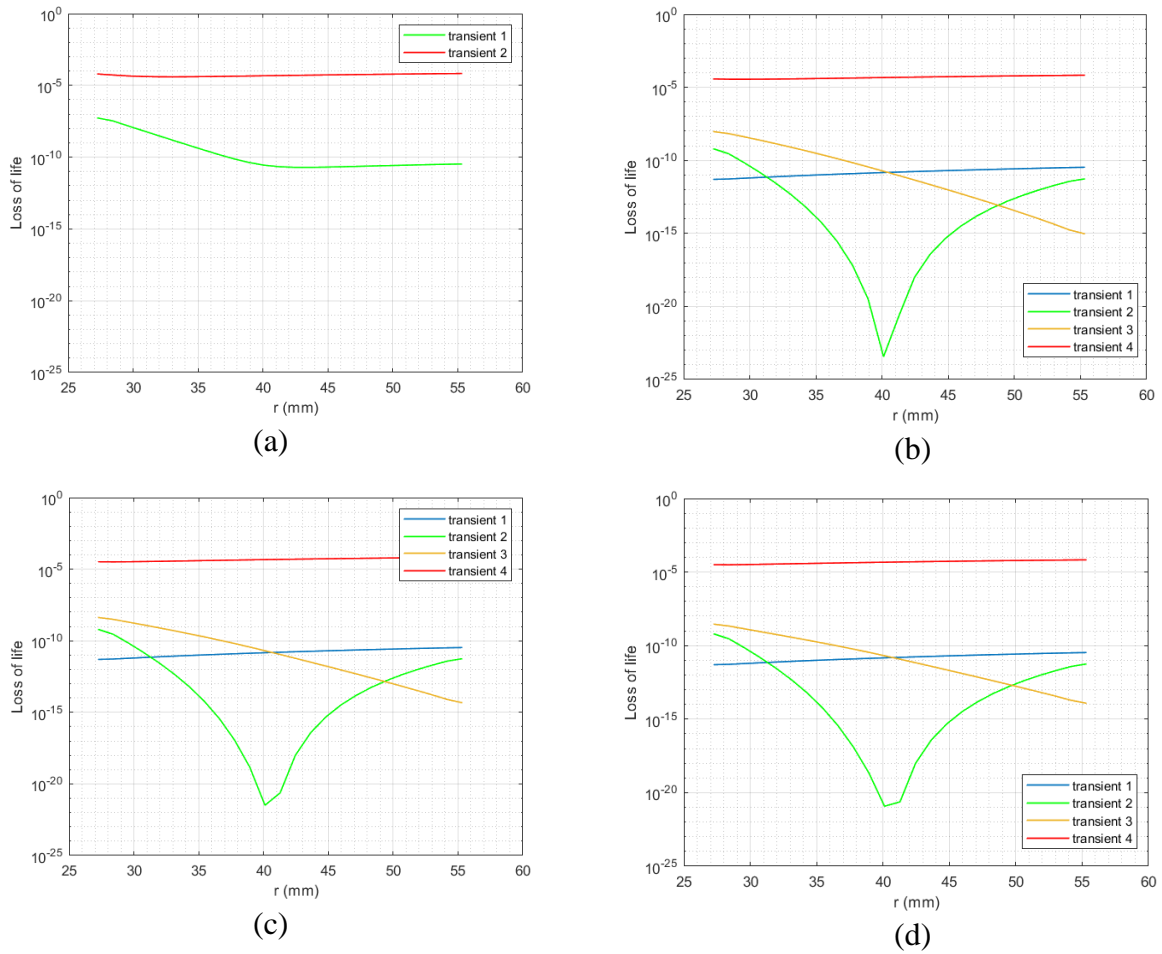 10^0
10^-5
10^-10
10^-15
10^-20
10^-25
Loss of life
25 30 35 40 45 50 55 60
r (mm)
transient 1
transient 2
(a)
10^0
10^-5
10^-10
10^-15
10^-20
10^-25
Loss of life
25 30 35 40 45 50 55 60
r (mm)
transient 1
transient 2
transient 3
transient 4
(b)
10^0
10^-5
10^-10
10^-15
10^-20
10^-25
Loss of life
25 30 35 40 45 50 55 60
r (mm)
transient 1
transient 2
transient 3
transient 4
(c)
10^0
10^-5
10^-10
10^-15
10^-20
10^-25
Loss of life
25 30 35 40 45 50 55 60
r (mm)
transient 1
transient 2
transient 3
transient 4
(d)